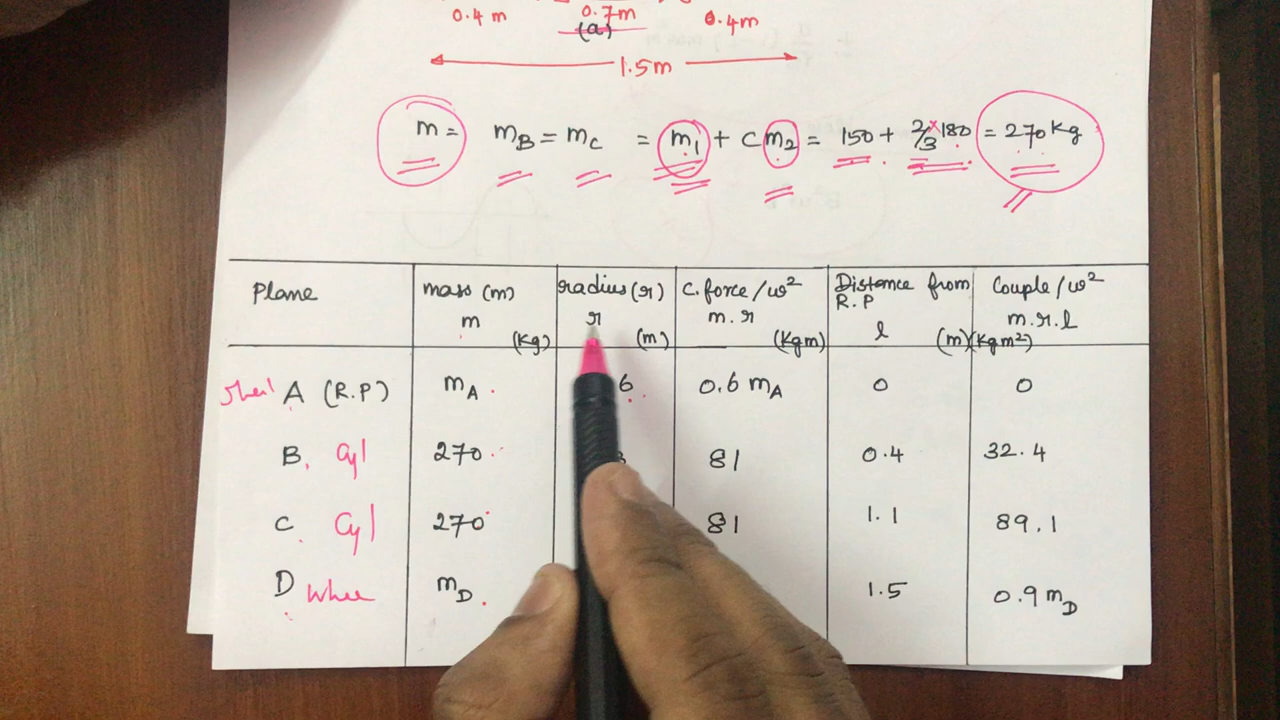 0.4 m 0.7m 0.4m
(a)
1.5m
m = m_B = m_C = m_1 + C m_2 = 150 + 2/3 × 180 = 270 Kg
Plane mass (m) radius (r) C. force / ω² Distance from Couple / ω²
R.P
m r m. r l m.r.l
(Kg) (m) (Kgm) (m) (Kgm²)
A (R.P) m_A 6 0.6 m_A 0 0
B Cyl 270 81 0.4 32.4
C Cyl 270 81 1.1 89.1
D m_D 1.5 0.9 m_D